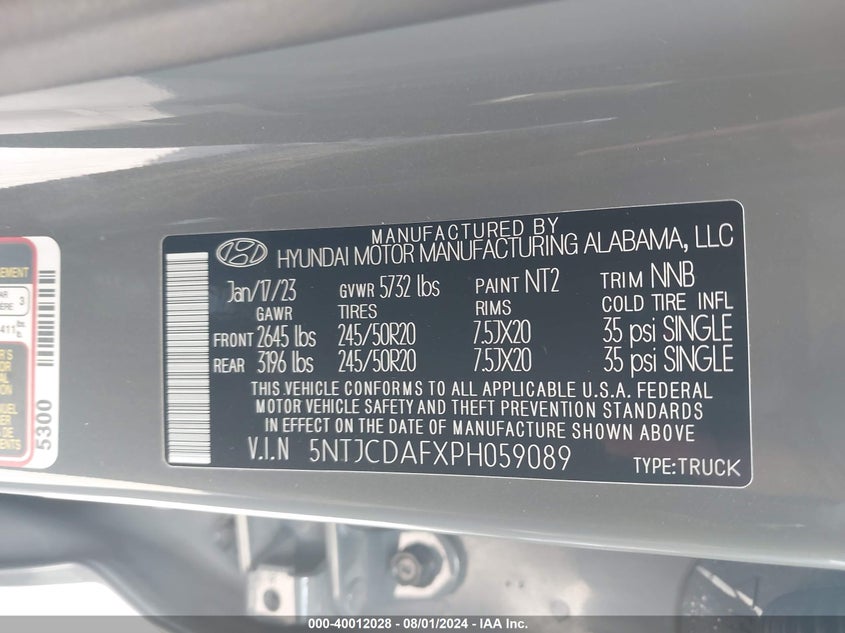 MANUFACTURED BY
HYUNDAI MOTOR MANUFACTURING ALABAMA, LLC
Jan/17/23 GVWR 5732 lbs PAINT NT2 TRIM NNB
GAWR TIRES RIMS COLD TIRE INFL
FRONT 2645 lbs 245/50R20 7.5JX20 35 psi SINGLE
REAR 3196 lbs 245/50R20 7.5JX20 35 psi SINGLE
THIS VEHICLE CONFORMS TO ALL APPLICABLE U.S.A. FEDERAL
MOTOR VEHICLE SAFETY AND THEFT PREVENTION STANDARDS
IN EFFECT ON THE DATE OF MANUFACTURE SHOWN ABOVE
V.I.N 5NTJCDAFXPH059089 TYPE:TRUCK
3
5300
000-40012028 - 08/01/2024 - IAA Inc.